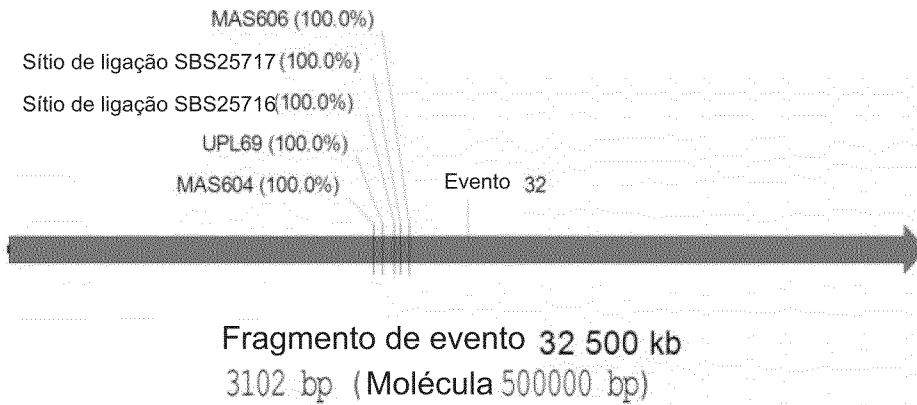 MAS606 (100.0%)
Sítio de ligação SBS25717 (100.0%)
Sítio de ligação SBS25716 (100.0%)
UPL69 (100.0%)
MAS604 (100.0%)
Evento 32
Fragmento de evento 32 500 kb
3102 bp (Molécula 500000 bp)